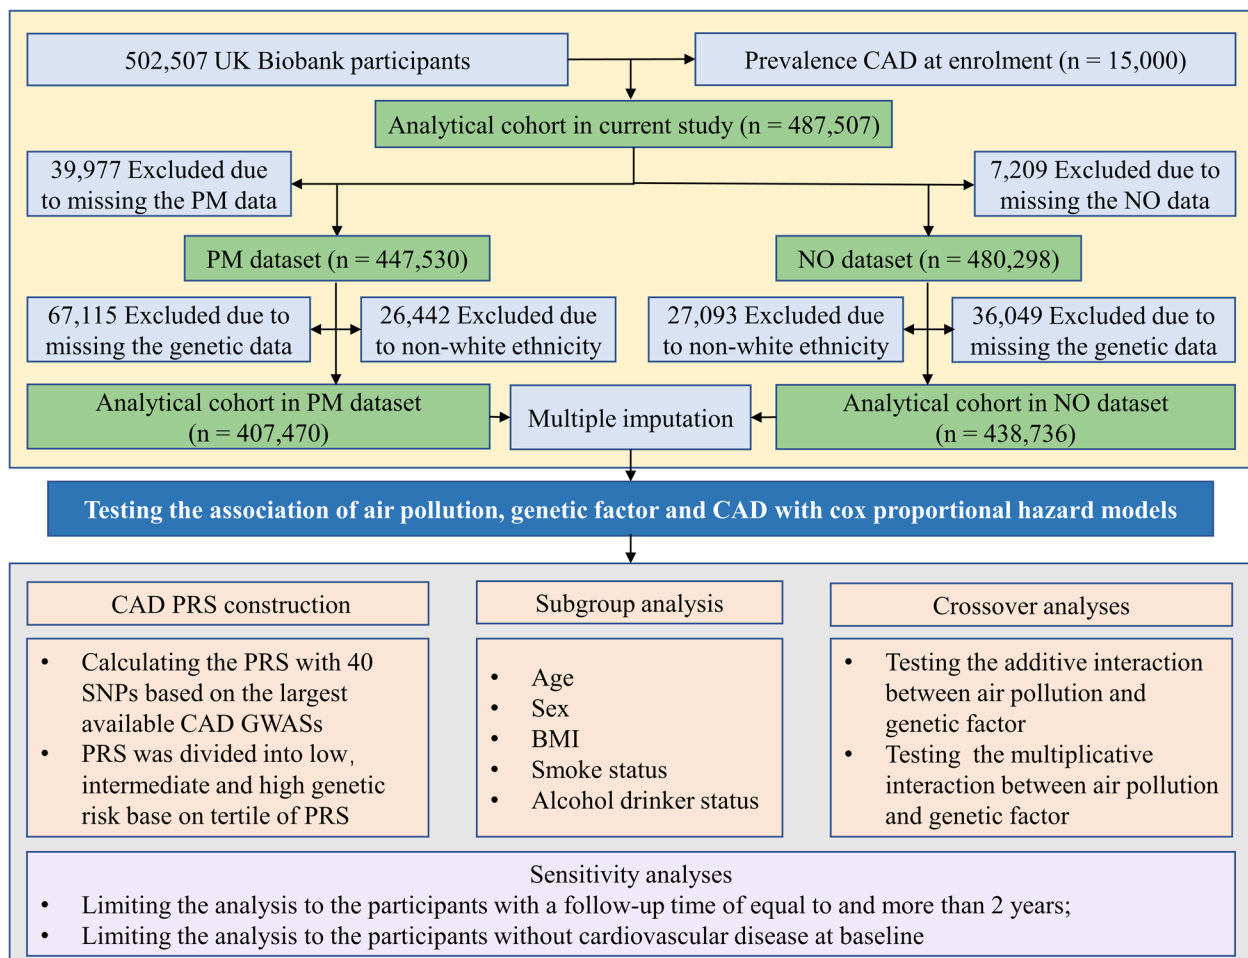 502,507 UK Biobank participants
Prevalence CAD at enrolment (n = 15,000)
Analytical cohort in current study (n = 487,507)
39,977 Excluded due
to missing the PM data
7,209 Excluded due to
missing the NO data
PM dataset (n = 447,530)
NO dataset (n = 480,298)
67,115 Excluded due to
missing the genetic data
26,442 Excluded due
to non-white ethnicity
27,093 Excluded due
to non-white ethnicity
36,049 Excluded due to
missing the genetic data
Analytical cohort in PM dataset
(n = 407,470)
Multiple imputation
Analytical cohort in NO dataset
(n = 438,736)
Testing the association of air pollution, genetic factor and CAD with cox proportional hazard models
CAD PRS construction
• Calculating the PRS with 40
SNPs based on the largest
available CAD GWASs
• PRS was divided into low,
intermediate and high genetic
risk base on tertile of PRS
Subgroup analysis
• Age
• Sex
• BMI
• Smoke status
• Alcohol drinker status
Crossover analyses
• Testing the additive interaction
between air pollution and
genetic factor
• Testing the multiplicative
interaction between air pollution
and genetic factor
Sensitivity analyses
• Limiting the analysis to the participants with a follow-up time of equal to and more than 2 years;
• Limiting the analysis to the participants without cardiovascular disease at baseline